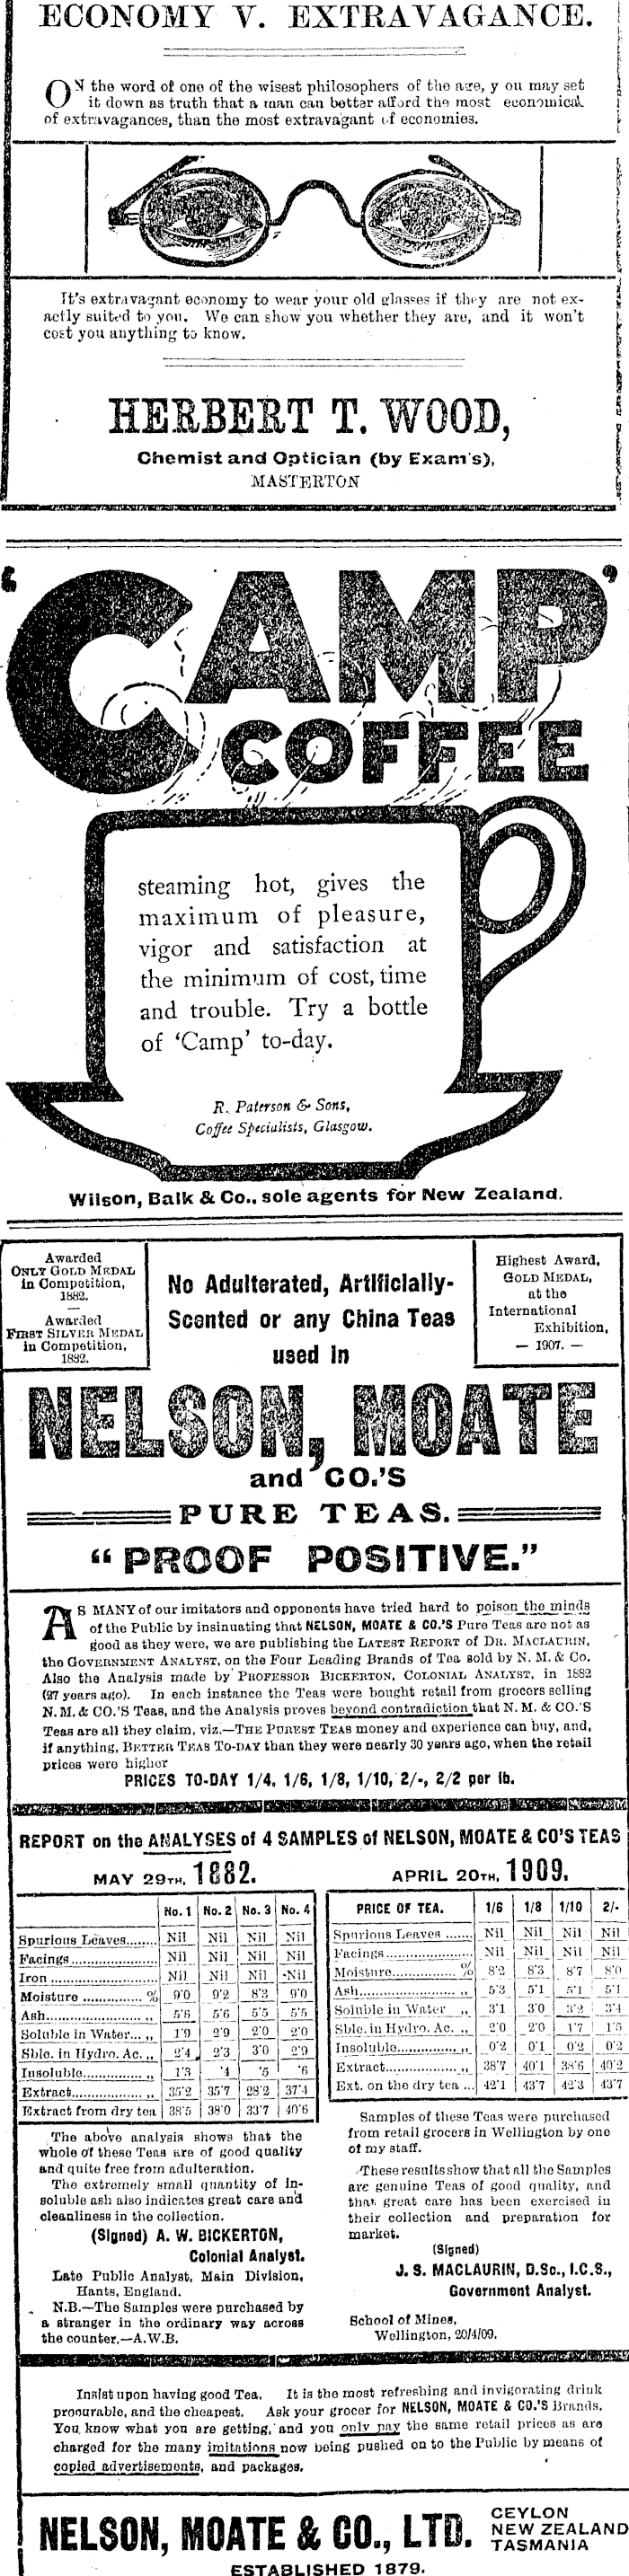 ECONOMY V. EXTRAVAGANCE.
ON the word of one of the wisest philosophers of the age, y ou may set
it down as truth that a man can better afford the most economical
of extravagances, than the most extravagant of economies.
It's extravagant economy to wear your old glasses if they are not ex-
actly suited to you. We can show you whether they are, and it won't
cost you anything to know.
HERBERT T. WOOD,
Chemist and Optician (by Exam's),
MASTERTON
'CAMP'
COFFEE
steaming hot, gives the
maximum of pleasure,
vigor and satisfaction at
the minimum of cost, time
and trouble. Try a bottle
of 'Camp' to-day.
R. Paterson & Sons,
Coffee Specialists, Glasgow.
Wilson, Balk & Co., sole agents for New Zealand.
Awarded
ONLY GOLD MEDAL
in Competition,
1882.
—
Awarded
FIRST SILVER MEDAL
in Competition,
1882.
No Adulterated, Artificially-
Scented or any China Teas
used in
Highest Award,
GOLD MEDAL,
at the
International
Exhibition,
— 1907. —
NELSON, MOATE
and CO.'S
PURE TEAS.
"PROOF POSITIVE."
AS MANY of our imitators and opponents have tried hard to poison the minds
of the Public by insinuating that NELSON, MOATE & CO.'S Pure Teas are not as
good as they were, we are publishing the LATEST REPORT of DR. MACLAURIN,
the GOVERNMENT ANALYST, on the Four Leading Brands of Tea sold by N. M. & Co.
Also the Analysis made by PROFESSOR BICKERTON, COLONIAL ANALYST, in 1882
(27 years ago). In each instance the Teas were bought retail from grocers selling
N. M. & CO.'S Teas, and the Analysis proves beyond contradiction that N. M. & CO.'S
Teas are all they claim, viz.—THE PUREST TEAS money and experience can buy, and,
if anything, BETTER TEAS TO-DAY than they were nearly 30 years ago, when the retail
prices were higher
PRICES TO-DAY 1/4, 1/6, 1/8, 1/10, 2/-, 2/2 per lb.
REPORT on the ANALYSES of 4 SAMPLES of NELSON, MOATE & CO'S TEAS
MAY 29TH, 1882.
No. 1 No. 2 No. 3 No. 4
Spurious Leaves........ Nil Nil Nil Nil
Facings........ Nil Nil Nil Nil
Iron........ Nil Nil Nil Nil
Moisture........ % 9'0 9'2 8'3 9'0
Ash........ ,, 5'6 5'6 5'5 5'5
Soluble in Water... ,, 1'9 2'9 2'0 2'0
Sble. in Hydro. Ac. ,, 2'4 2'3 3'0 2'9
Insoluble........ ,, 1'3 '4 '5 '6
Extract........ ,, 35'2 35'7 28'2 37'4
Extract from dry tea 38'5 38'0 33'7 40'6
The above analysis shows that the
whole of these Teas are of good quality
and quite free from adulteration.
The extremely small quantity of in-
soluble ash also indicates great care and
cleanliness in the collection.
(Signed) A. W. BICKERTON,
Colonial Analyst.
Late Public Analyst, Main Division,
Hants, England.
N.B.—The Samples were purchased by
a stranger in the ordinary way across
the counter.—A.W.B.
APRIL 20TH, 1909.
PRICE OF TEA. 1/6 1/8 1/10 2/-
Spurious Leaves ....... Nil Nil Nil Nil
Facings........ Nil Nil Nil Nil
Moisture........ % 8'2 8'3 8'7 8'0
Ash........ ,, 5'3 5'1 5'1 5'1
Soluble in Water ,, 3'1 3'0 3'2 3'4
Sble. in Hydro. Ac. ,, 2'0 2'0 1'7 1'5
Insoluble........ ,, 0'2 0'1 0'2 0'2
Extract........ ,, 38'7 40'1 38'6 40'2
Ext. on the dry tea ... 42'1 43'7 42'3 43'7
Samples of these Teas were purchased
from retail grocers in Wellington by one
of my staff.
These results show that all the Samples
are genuine Teas of good quality, and
that great care has been exercised in
their collection and preparation for
market.
(Signed)
J. S. MACLAURIN, D.Sc., I.C.S.,
Government Analyst.
School of Mines,
Wellington, 20/4/09.
Insist upon having good Tea. It is the most refreshing and invigorating drink
procurable, and the cheapest. Ask your grocer for NELSON, MOATE & CO.'S Brands.
You know what you are getting, and you only pay the same retail prices as are
charged for the many imitations now being pushed on to the Public by means of
copied advertisements, and packages.
NELSON, MOATE & CO., LTD.
CEYLON
NEW ZEALAND
TASMANIA
ESTABLISHED 1879.